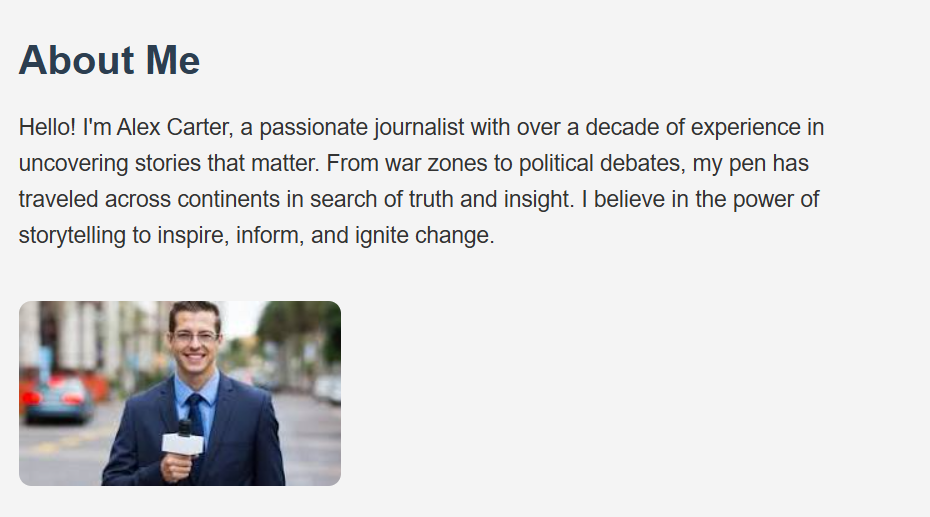 About Me
Hello! I'm Alex Carter, a passionate journalist with over a decade of experience in
uncovering stories that matter. From war zones to political debates, my pen has
traveled across continents in search of truth and insight. I believe in the power of
storytelling to inspire, inform, and ignite change.